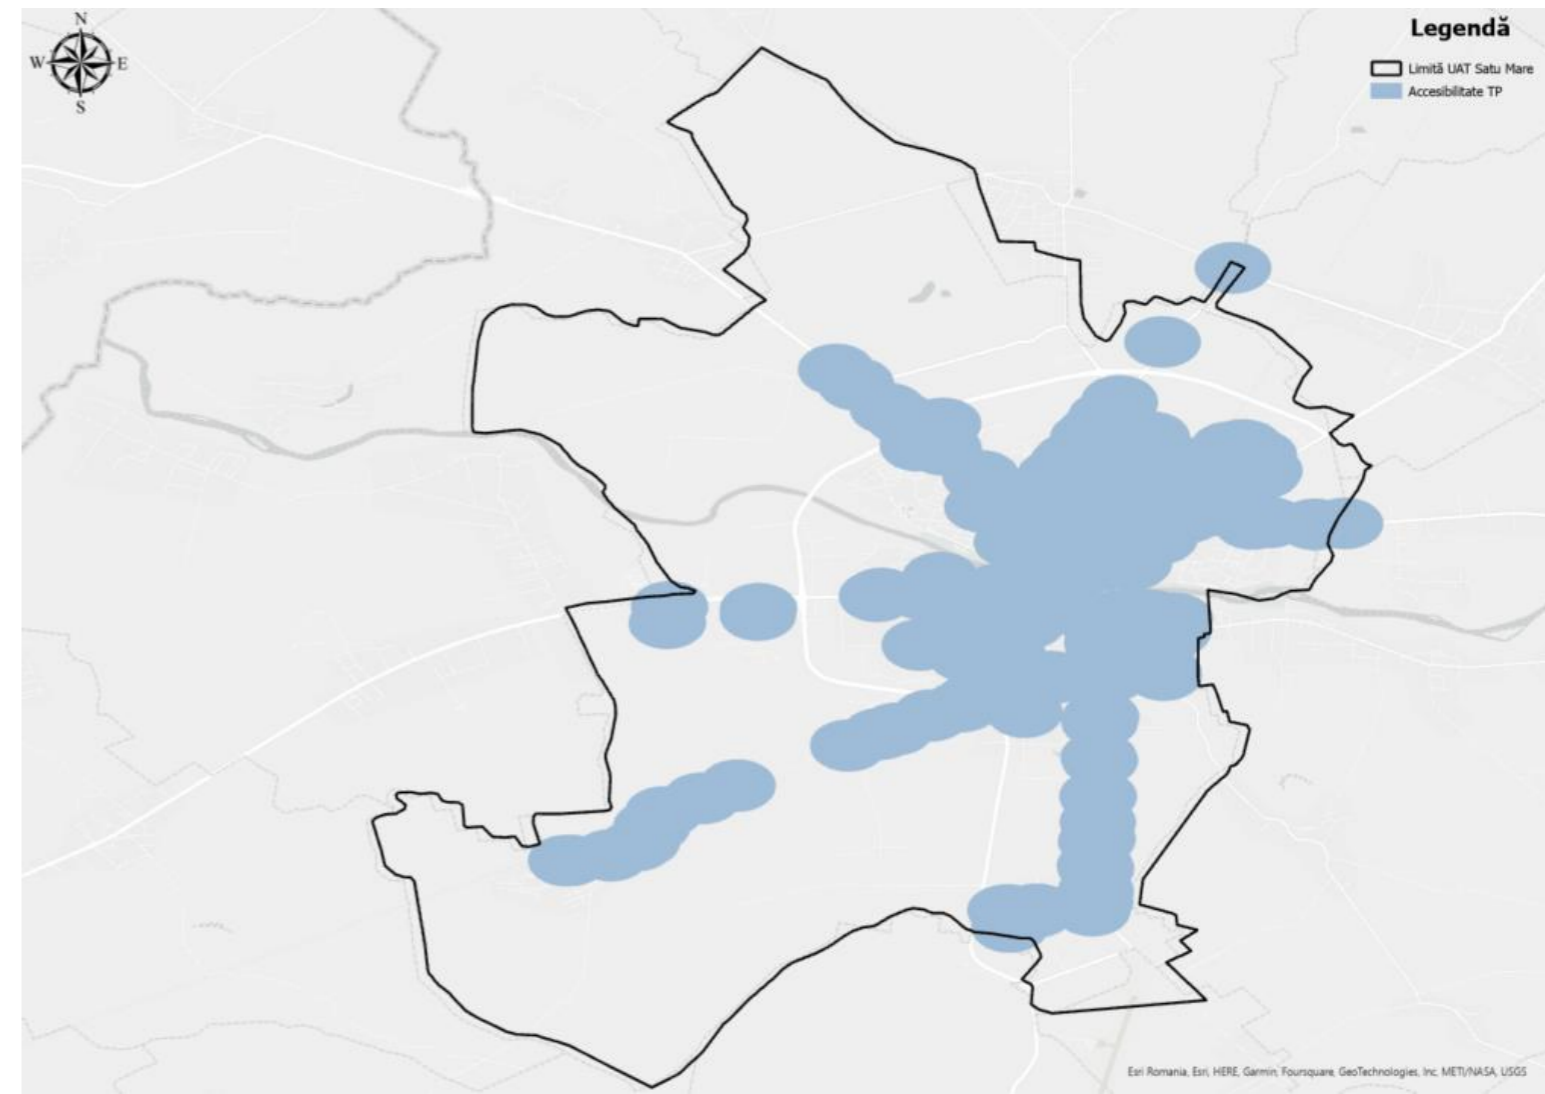 N
W E
S
Legendă
Limită UAT Satu Mare
Accesibilitate TP
Esri Romania, Esri, HERE, Garmin, Foursquare, GeoTechnologies, Inc, METI/NASA, USGS